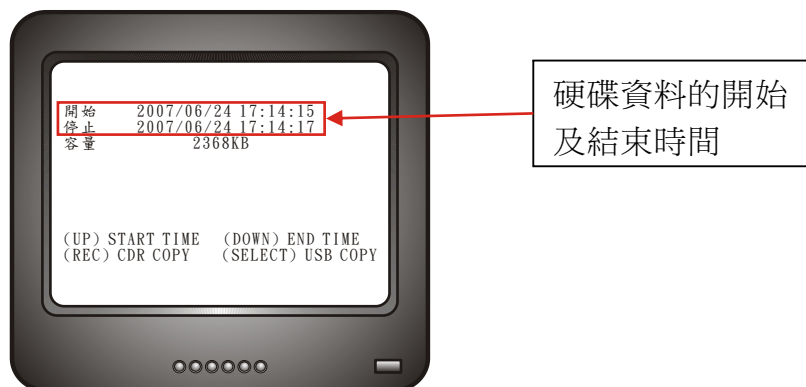 開始 2007/06/24 17:14:15
停止 2007/06/24 17:14:17
容量 2368KB
(UP) START TIME (DOWN) END TIME
(REC) CDR COPY (SELECT) USB COPY
硬碟資料的開始
及結束時間